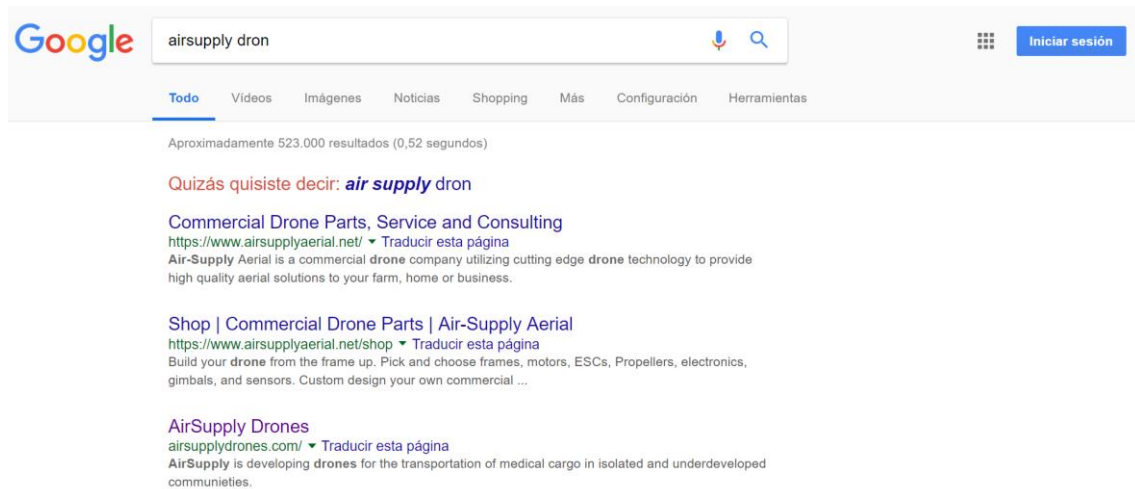 Google
airsupply dron
Iniciar sesión
Todo Vídeos Imágenes Noticias Shopping Más Configuración Herramientas
Aproximadamente 523.000 resultados (0,52 segundos)
Quizás quisiste decir: air supply dron
Commercial Drone Parts, Service and Consulting
https://www.airsupplyaerial.net/ ▾ Traducir esta página
Air-Supply Aerial is a commercial drone company utilizing cutting edge drone technology to provide
high quality aerial solutions to your farm, home or business.
Shop | Commercial Drone Parts | Air-Supply Aerial
https://www.airsupplyaerial.net/shop ▾ Traducir esta página
Build your drone from the frame up. Pick and choose frames, motors, ESCs, Propellers, electronics,
gimbals, and sensors. Custom design your own commercial ...
AirSupply Drones
airsupplydrones.com/ ▾ Traducir esta página
AirSupply is developing drones for the transportation of medical cargo in isolated and underdeveloped
communieties.